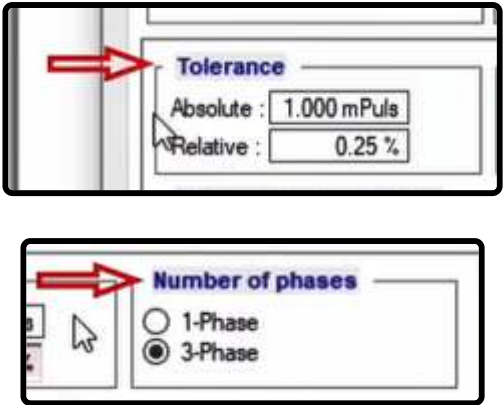 Tolerance
Absolute : 1.000 mPuls
Relative : 0.25 %
Number of phases
1-Phase
3-Phase